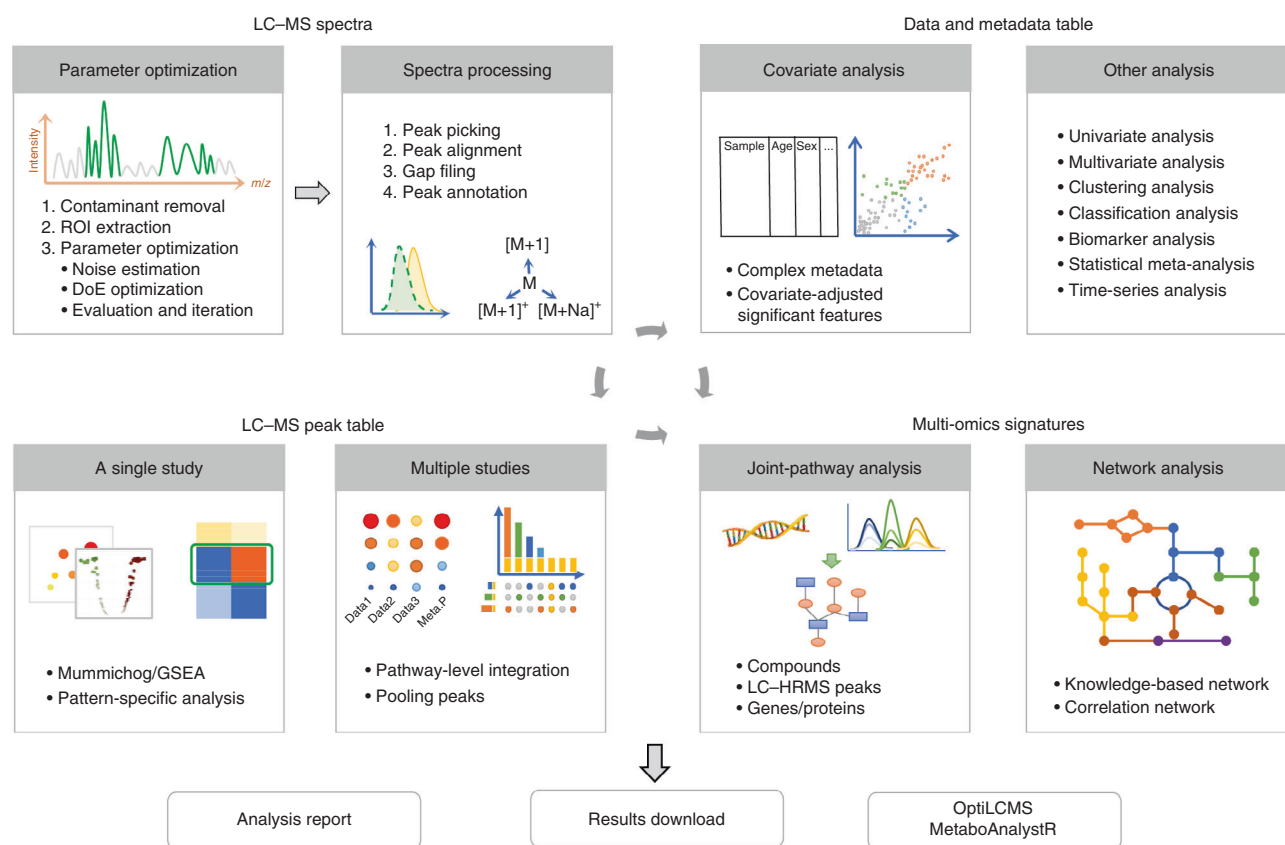 LC–MS spectra
Parameter optimization
Intensity
m/z
1. Contaminant removal
2. ROI extraction
3. Parameter optimization
• Noise estimation
• DoE optimization
• Evaluation and iteration
Spectra processing
1. Peak picking
2. Peak alignment
3. Gap filing
4. Peak annotation
[M+1]
M
[M+1]⁺ [M+Na]⁺
Data and metadata table
Covariate analysis
Sample Age Sex ...
• Complex metadata
• Covariate-adjusted
significant features
Other analysis
• Univariate analysis
• Multivariate analysis
• Clustering analysis
• Classification analysis
• Biomarker analysis
• Statistical meta-analysis
• Time-series analysis
LC–MS peak table
A single study
• Mummichog/GSEA
• Pattern-specific analysis
Multiple studies
Data1 Data2 Data3 Meta.P
• Pathway-level integration
• Pooling peaks
Multi-omics signatures
Joint-pathway analysis
• Compounds
• LC–HRMS peaks
• Genes/proteins
Network analysis
• Knowledge-based network
• Correlation network
Analysis report
Results download
OptiLCMS
MetaboAnalystR